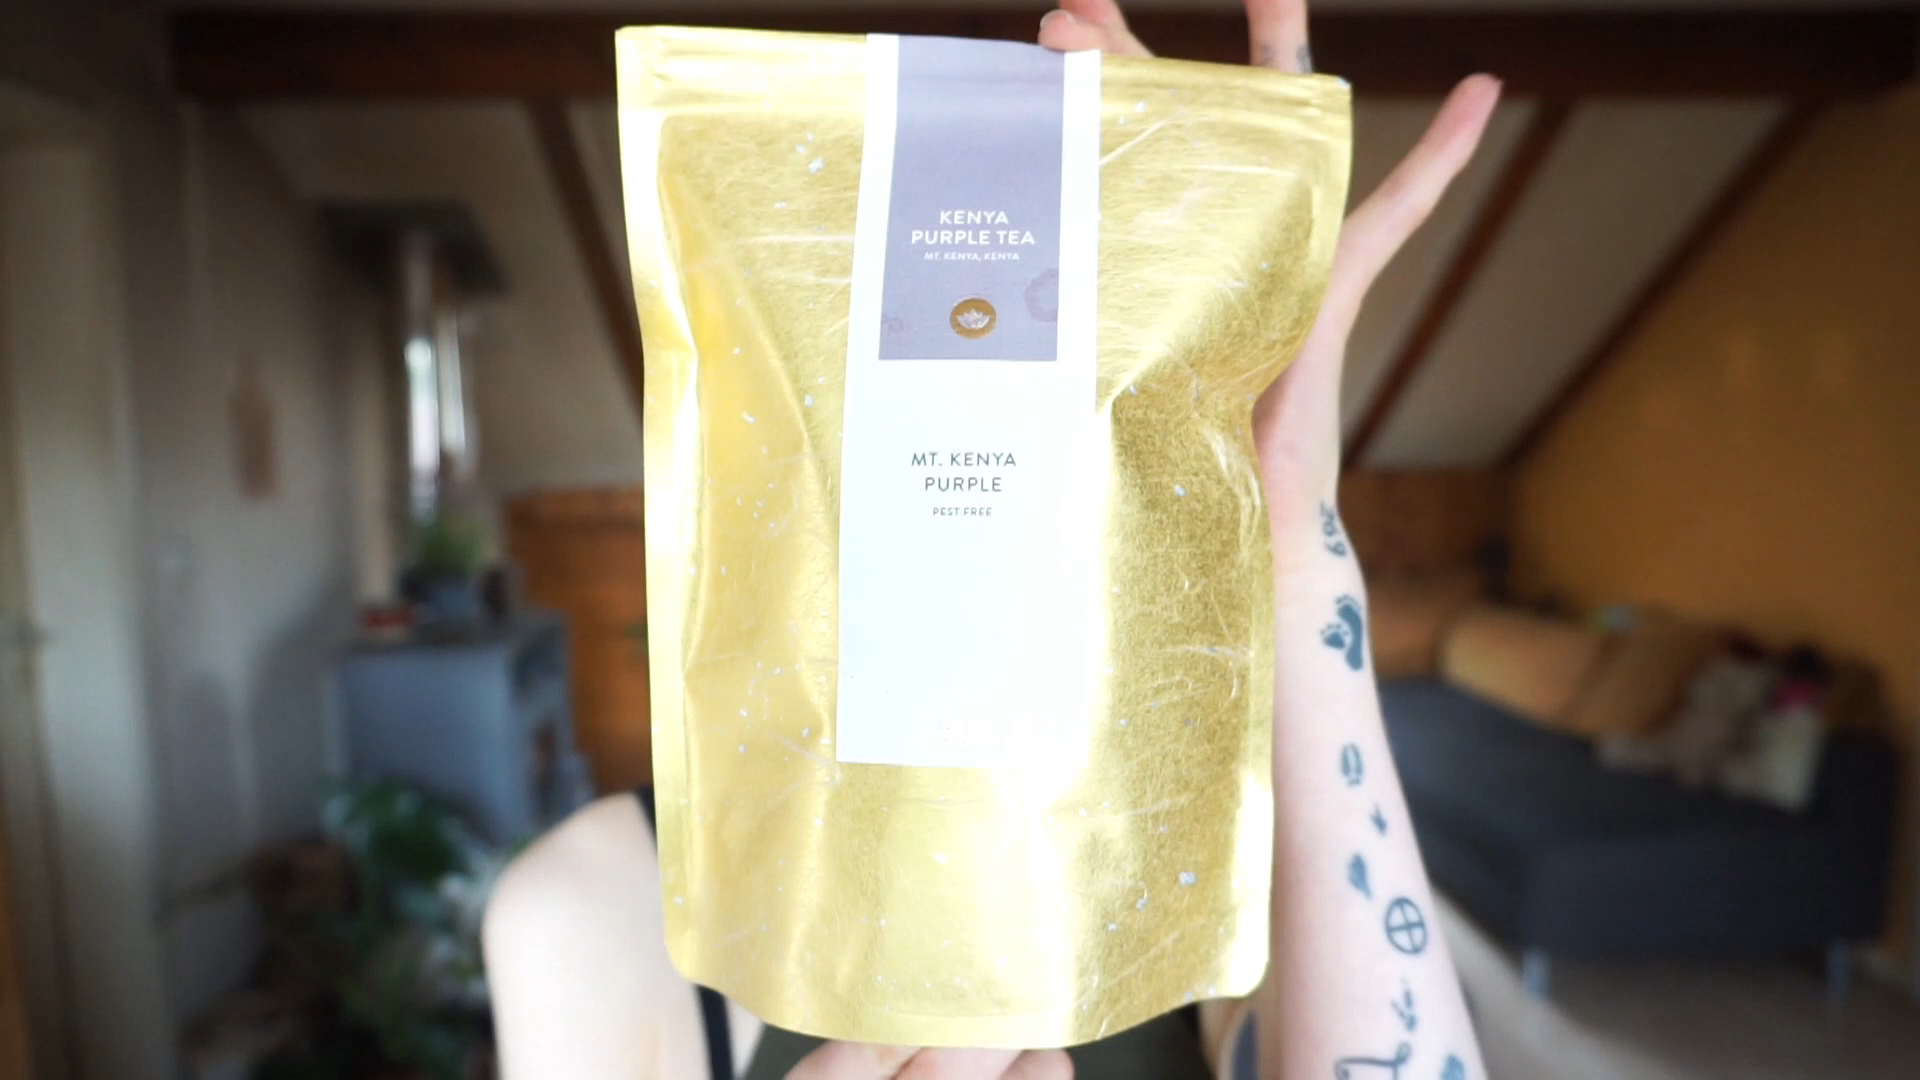 KENYA
PURPLE TEA
MT. KENYA, KENYA
MT. KENYA
PURPLE
PEST.FREE